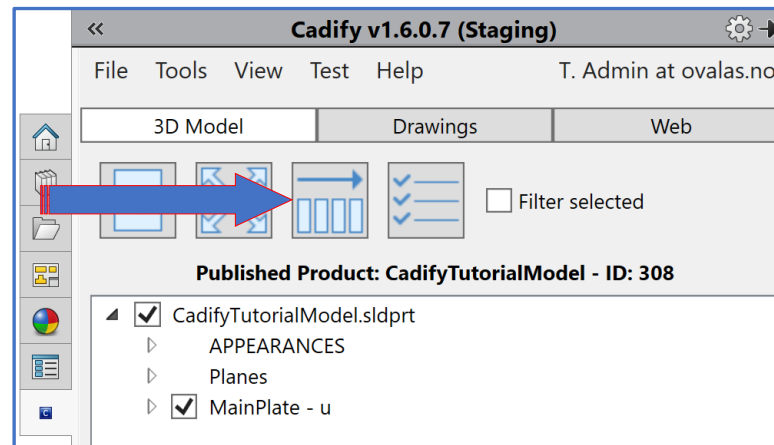 Cadify v1.6.0.7 (Staging)
File Tools View Test Help T. Admin at ovalas.no
3D Model Drawings Web
Filter selected
Published Product: CadifyTutorialModel - ID: 308
CadifyTutorialModel.sldprt
APPEARANCES
Planes
MainPlate - u
C